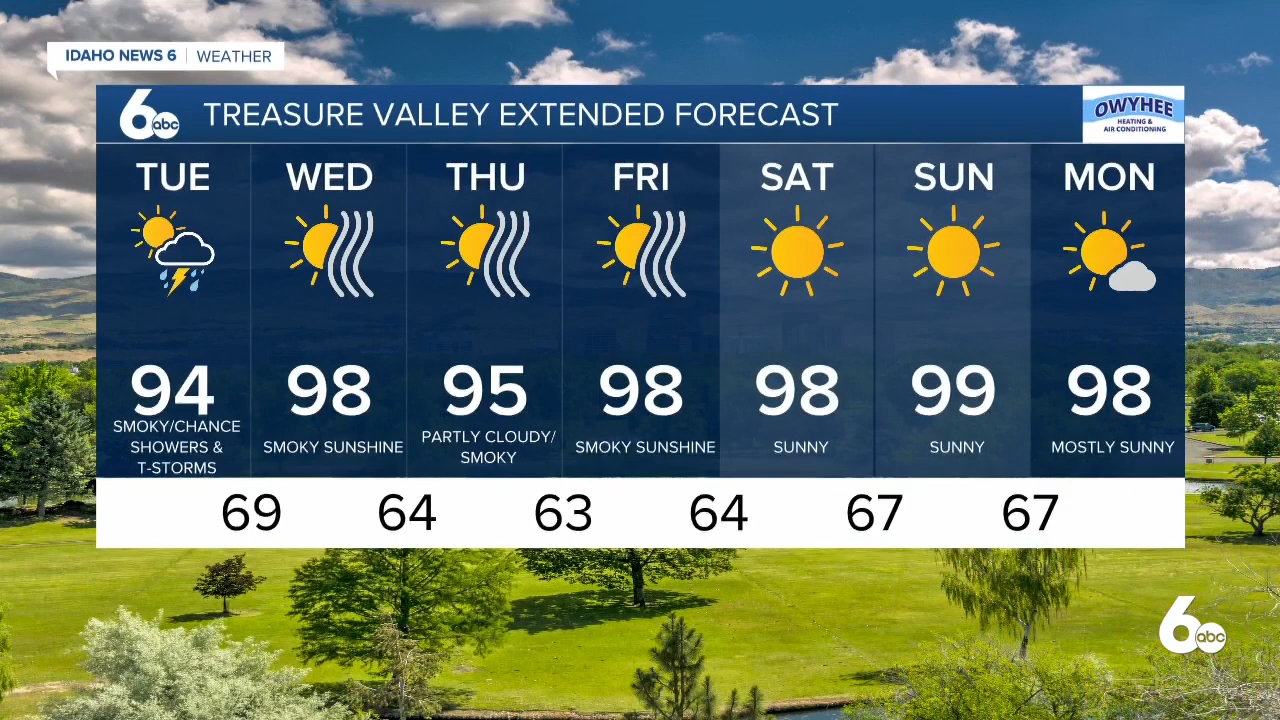 IDAHO NEWS 6 | WEATHER
6 abc TREASURE VALLEY EXTENDED FORECAST
OWYHEE
HEATING &
AIR CONDITIONING
TUE WED THU FRI SAT SUN MON
94 98 95 98 98 99 98
SMOKY/CHANCE
SHOWERS &
T-STORMS
SMOKY SUNSHINE
PARTLY CLOUDY/
SMOKY
SMOKY SUNSHINE
SUNNY
SUNNY
MOSTLY SUNNY
69 64 63 64 67 67
6 abc